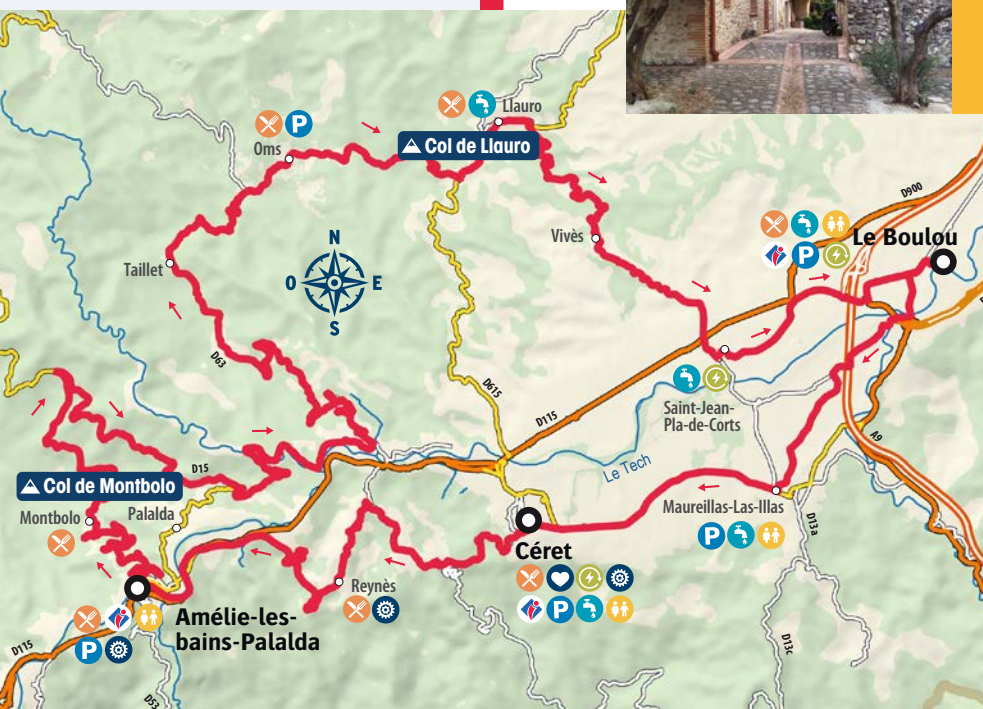 Llauro
P
Oms
Col de Llauro
D900
Vivès
P
Le Boulou
N
O
E
S
Taillet
D63
D615
D115
Saint-Jean-
Pla-de-Corts
Le Tech
A9
D15
Col de Montbolo
Montbolo
Palalda
Maureillas-Las-Illas
P
D13a
Céret
Reynès
P
Amélie-les-
bains-Palalda
P
D115
D53
D13c